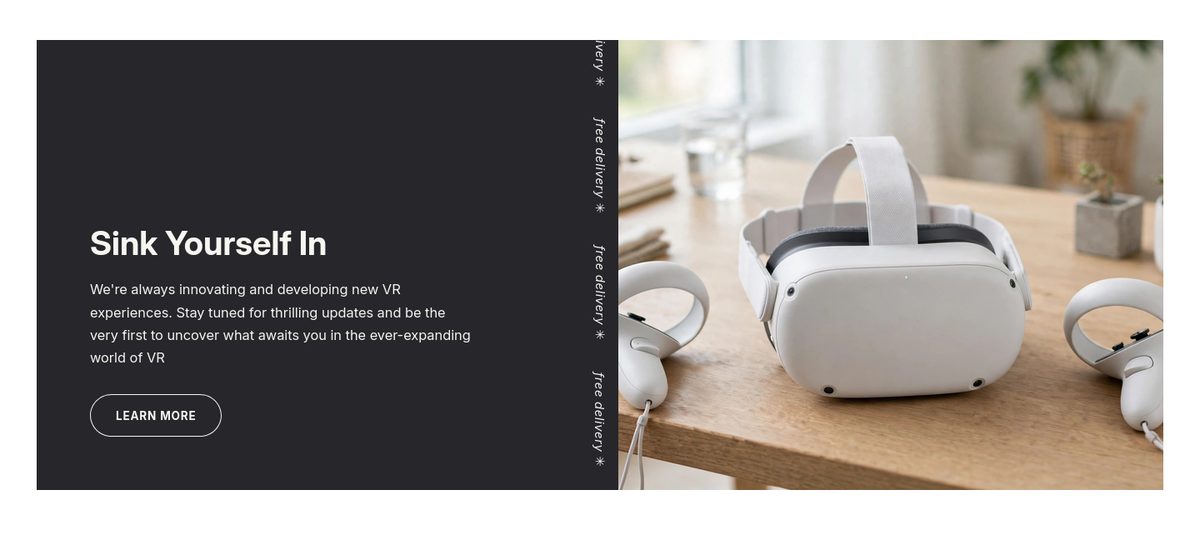 Sink Yourself In
We're always innovating and developing new VR
experiences. Stay tuned for thrilling updates and be the
very first to uncover what awaits you in the ever-expanding
world of VR
LEARN MORE
ivery ✳
free delivery ✳
free delivery ✳
free delivery ✳